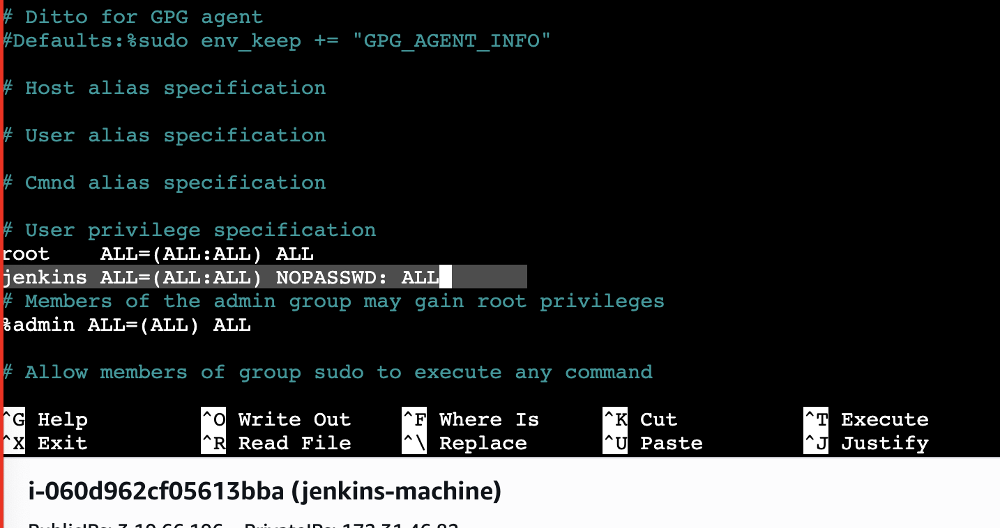 # Ditto for GPG agent
#Defaults:%sudo env_keep += "GPG_AGENT_INFO"
# Host alias specification
# User alias specification
# Cmnd alias specification
# User privilege specification
root    ALL=(ALL:ALL) ALL
jenkins ALL=(ALL:ALL) NOPASSWD: ALL
# Members of the admin group may gain root privileges
%admin ALL=(ALL) ALL
# Allow members of group sudo to execute any command
^G Help ^O Write Out ^F Where Is ^K Cut ^T Execute
^X Exit ^R Read File ^\ Replace ^U Paste ^J Justify
i-060d962cf05613bba (jenkins-machine)
PublicIPs: PrivateIPs: